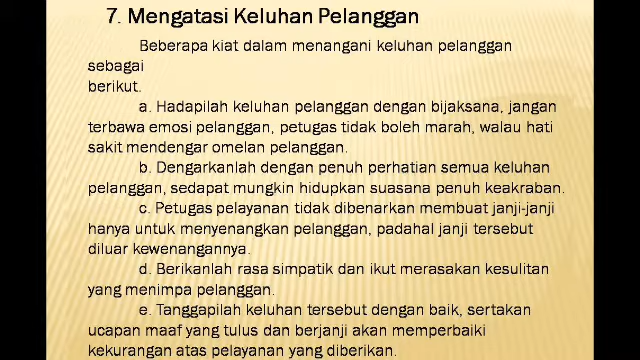 7. Mengatasi Keluhan Pelanggan
Beberapa kiat dalam menangani keluhan pelanggan
sebagai
berikut.
a. Hadapilah keluhan pelanggan dengan bijaksana, jangan
terbawa emosi pelanggan, petugas tidak boleh marah, walau hati
sakit mendengar omelan pelanggan.
b. Dengarkanlah dengan penuh perhatian semua keluhan
pelanggan, sedapat mungkin hidupkan suasana penuh keakraban.
c. Petugas pelayanan tidak dibenarkan membuat janji-janji
hanya untuk menyenangkan pelanggan, padahal janji tersebut
diluar kewenangannya.
d. Berikanlah rasa simpatik dan ikut merasakan kesulitan
yang menimpa pelanggan.
e. Tanggapilah keluhan tersebut dengan baik, sertakan
ucapan maaf yang tulus dan berjanji akan memperbaiki
kekurangan atas pelayanan yang diberikan.